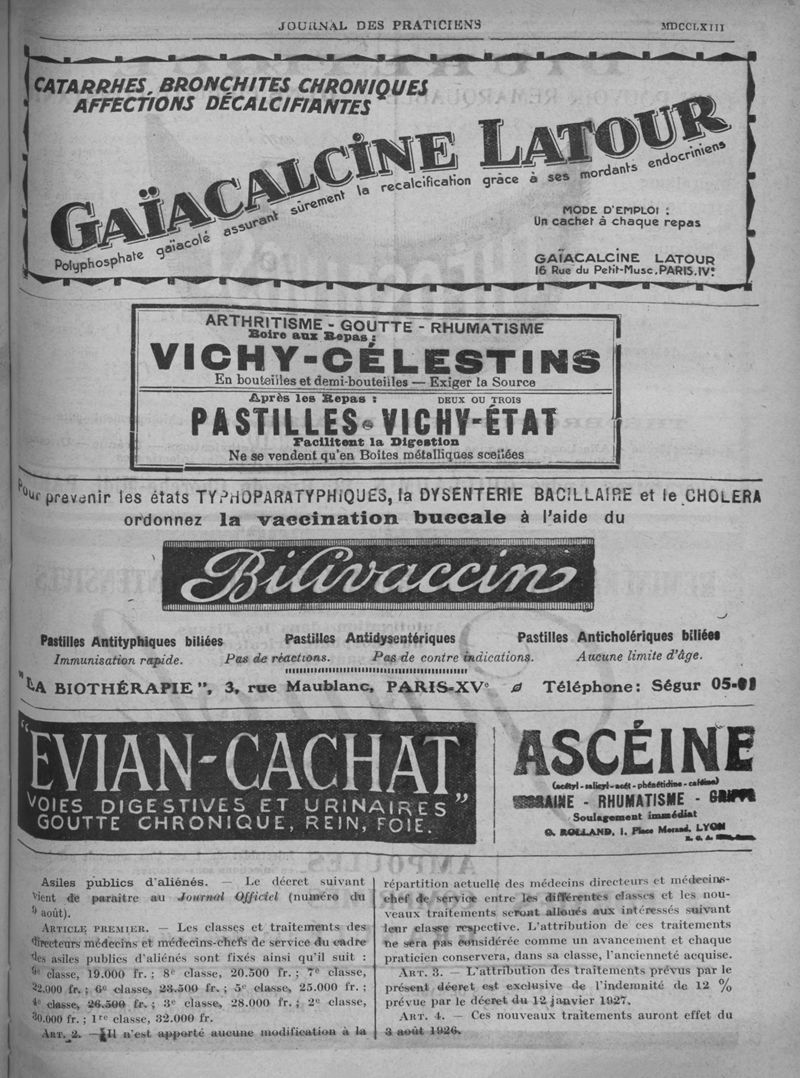 JOURNAL DES PRATICIENS
MDCCLXIII
CATARRHES, BRONCHITES CHRONIQUES
AFFECTIONS DÉCALCIFIANTES
GAÏACALCINE LATOUR
Polyphosphate gaïacolé assurant sûrement la recalcification grâce à ses mordants endocriniens
MODE D'EMPLOI :
Un cachet à chaque repas
GAÏACALCINE LATOUR
16 Rue du Petit-Musc. PARIS. IVe
ARTHRITISME - GOUTTE - RHUMATISME
Boire aux Repas :
VICHY-CÉLESTINS
En bouteilles et demi-bouteilles — Exiger la Source
Après les Repas : DEUX OU TROIS
PASTILLES VICHY-ÉTAT
Facilitent la Digestion
Ne se vendent qu'en Boîtes métalliques scellées
Pour prévenir les états TYPHOPARATYPHIQUES, la DYSENTERIE BACILLAIRE et le CHOLERA
ordonnez la vaccination buccale à l'aide du
Bilivaccin
Pastilles Antityphiques biliées
Pastilles Antidysentériques
Pastilles Anticholériques biliées
Immunisation rapide. Pas de réactions. Pas de contre indications. Aucune limite d'âge.
"LA BIOTHÉRAPIE", 3, rue Maublanc, PARIS-XVe Téléphone: Ségur 05-
"EVIAN-CACHAT"
VOIES DIGESTIVES ET URINAIRES
GOUTTE CHRONIQUE, REIN, FOIE.
ASCÉINE
(acétyl-salicyl-acét-phénétidine-caféine)
- RHUMATISME - GRIPPE
Soulagement immédiat
O. ROLLAND, 1, Place Morand, LYON
Asiles publics d'aliénés. — Le décret suivant
vient de paraitre au Journal Officiel (numéro du
9 août).
ARTICLE PREMIER. — Les classes et traitements des
directeurs médecins et médecins-chefs de service du cadre
des asiles publics d'aliénés sont fixés ainsi qu'il suit :
9e classe, 19.000 fr. ; 8e classe, 20.500 fr. ; 7e classe,
22.000 fr. ; 6e classe, 23.500 fr. ; 5e classe, 25.000 fr. ;
4e classe, 26.500 fr. ; 3e classe, 28.000 fr. ; 2e classe,
30.000 fr. ; 1re classe, 32.000 fr.
ART. 2. — Il n'est apporté aucune modification à la
répartition actuelle des médecins directeurs et médecins-
chef de service entre les différentes classes et les nou-
veaux traitements seront alloués aux intéressés suivant
leur classe respective. L'attribution de ces traitements
ne sera pas considérée comme un avancement et chaque
praticien conservera, dans sa classe, l'ancienneté acquise.
ART. 3. — L'attribution des traitements prévus par le
présent décret est exclusive de l'indemnité de 12 %
prévue par le décret du 12 janvier 1927.
ART. 4. — Ces nouveaux traitements auront effet du
3 août 1926.